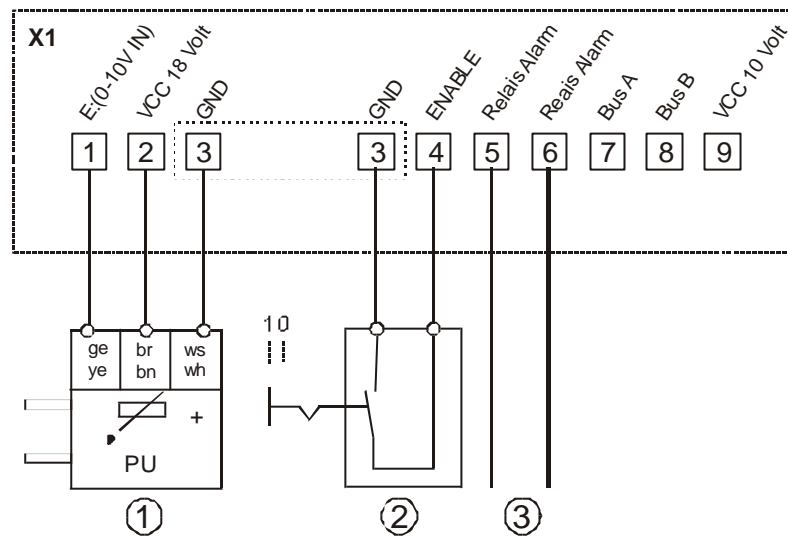 X1
E:(0-10V IN)
VCC 18 Volt
GND
GND
ENABLE
Relais Alarm
Reais Alarm
Bus A
Bus B
VCC 10 Volt
1 2 3 3 4 5 6 7 8 9
1 0
ge br ws
ye bn wh
+
PU
1 2 3